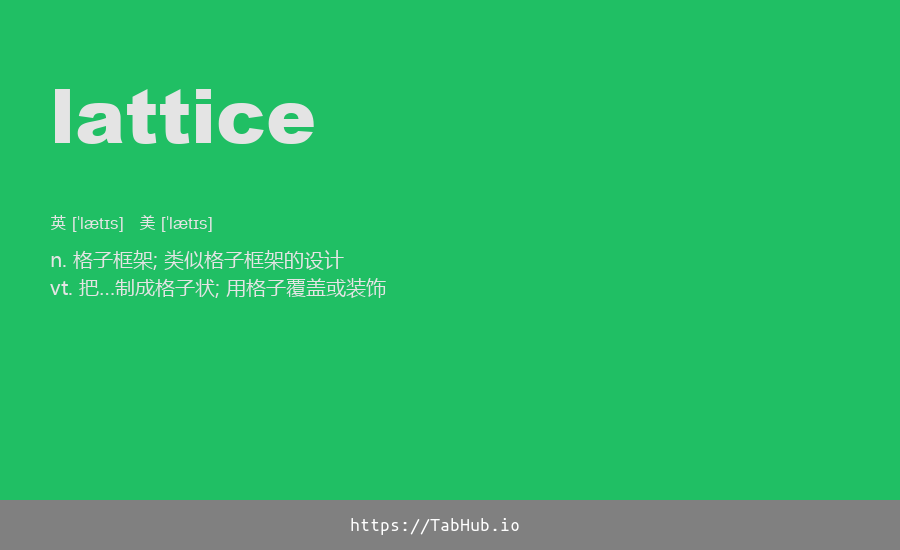 lattice
英 [ˈlætɪs] 美 [ˈlætɪs]
n. 格子框架; 类似格子框架的设计
vt. 把...制成格子状; 用格子覆盖或装饰
https://TabHub.io